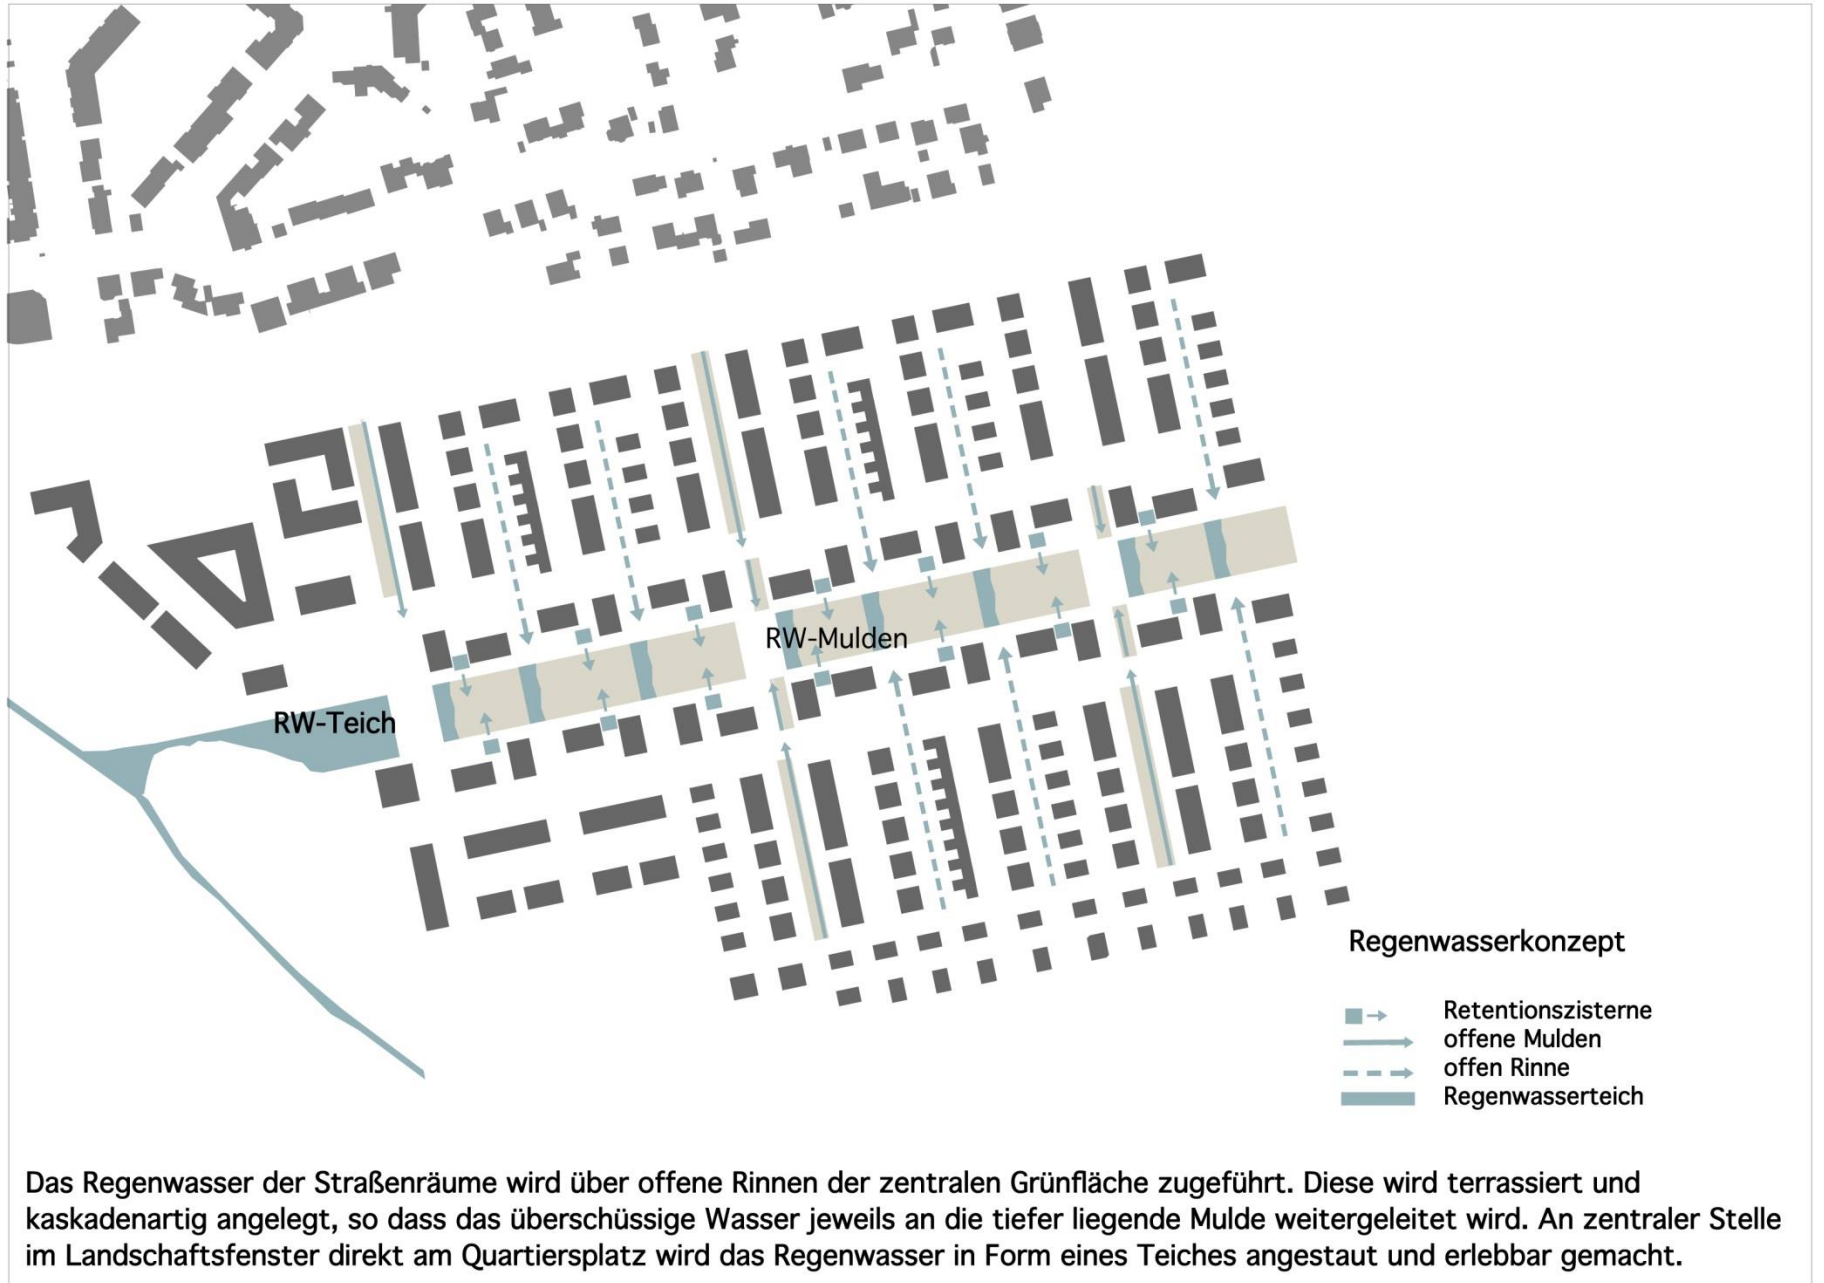 RW-Mulden
RW-Teich
Regenwasserkonzept
Retentionszisterne
offene Mulden
offen Rinne
Regenwasserteich
Das Regenwasser der Straßenräume wird über offene Rinnen der zentralen Grünfläche zugeführt. Diese wird terrassiert und
kaskadenartig angelegt, so dass das überschüssige Wasser jeweils an die tiefer liegende Mulde weitergeleitet wird. An zentraler Stelle
im Landschaftsfenster direkt am Quartiersplatz wird das Regenwasser in Form eines Teiches angestaut und erlebbar gemacht.